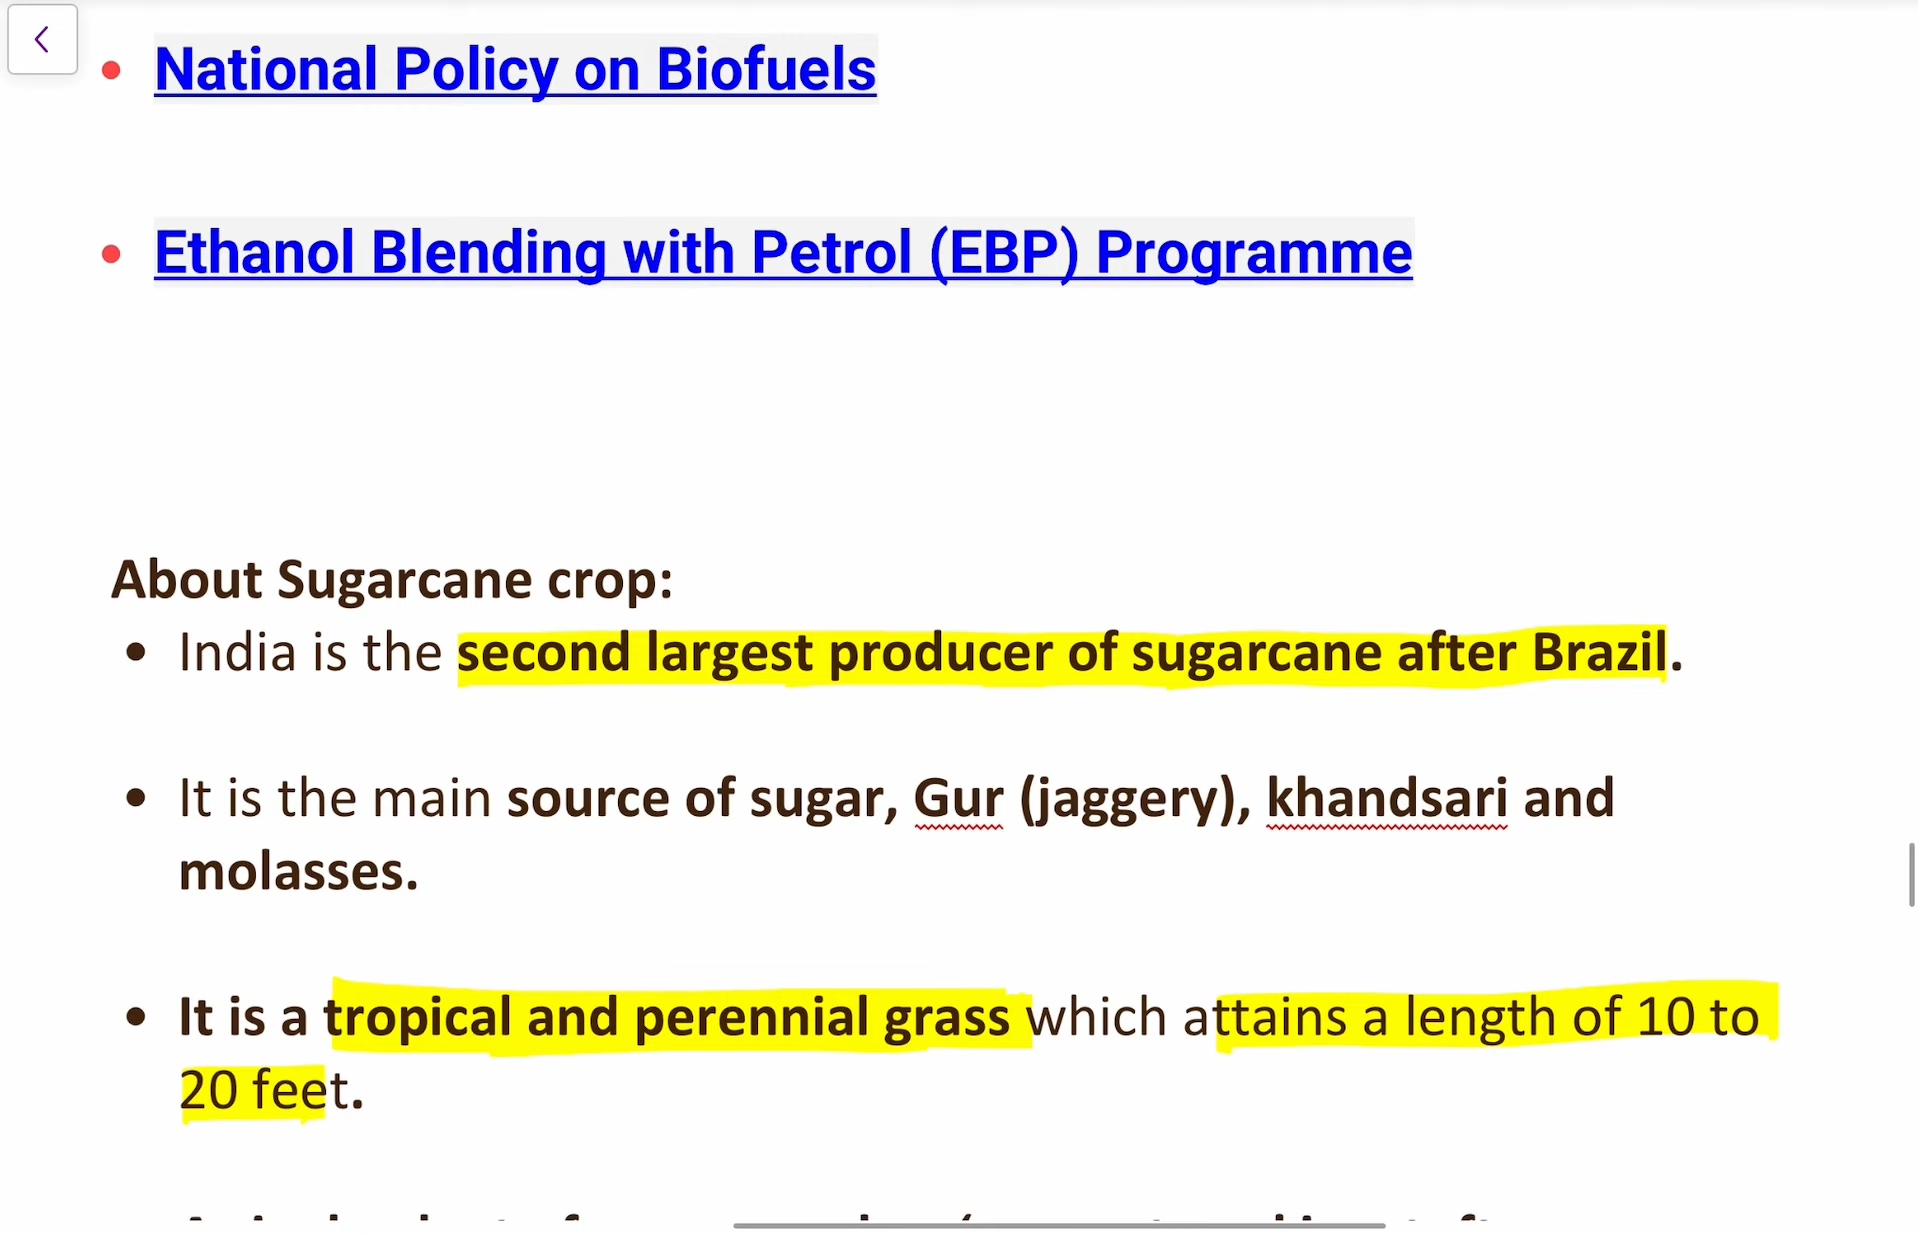 National Policy on Biofuels
Ethanol Blending with Petrol (EBP) Programme
About Sugarcane crop:
India is the second largest producer of sugarcane after Brazil.
It is the main source of sugar, Gur (jaggery), khandsari and
molasses.
It is a tropical and perennial grass which attains a length of 10 to
20 feet.